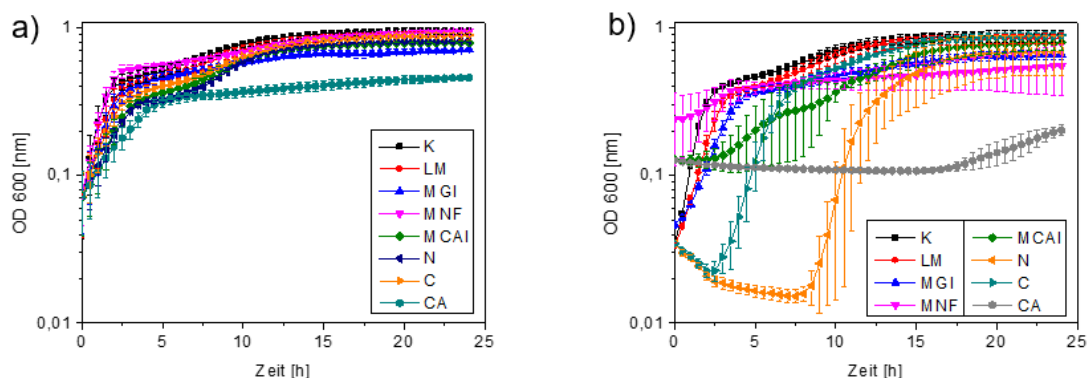 a)
OD 600 [nm]
1
0,1
0,01
0 5 10 15 20 25
Zeit [h]
K
LM
MGI
MNF
MCAI
N
C
CA
b)
OD 600 [nm]
1
0,1
0,01
0 5 10 15 20 25
Zeit [h]
K MCAI
LM N
MGI C
MNF CA